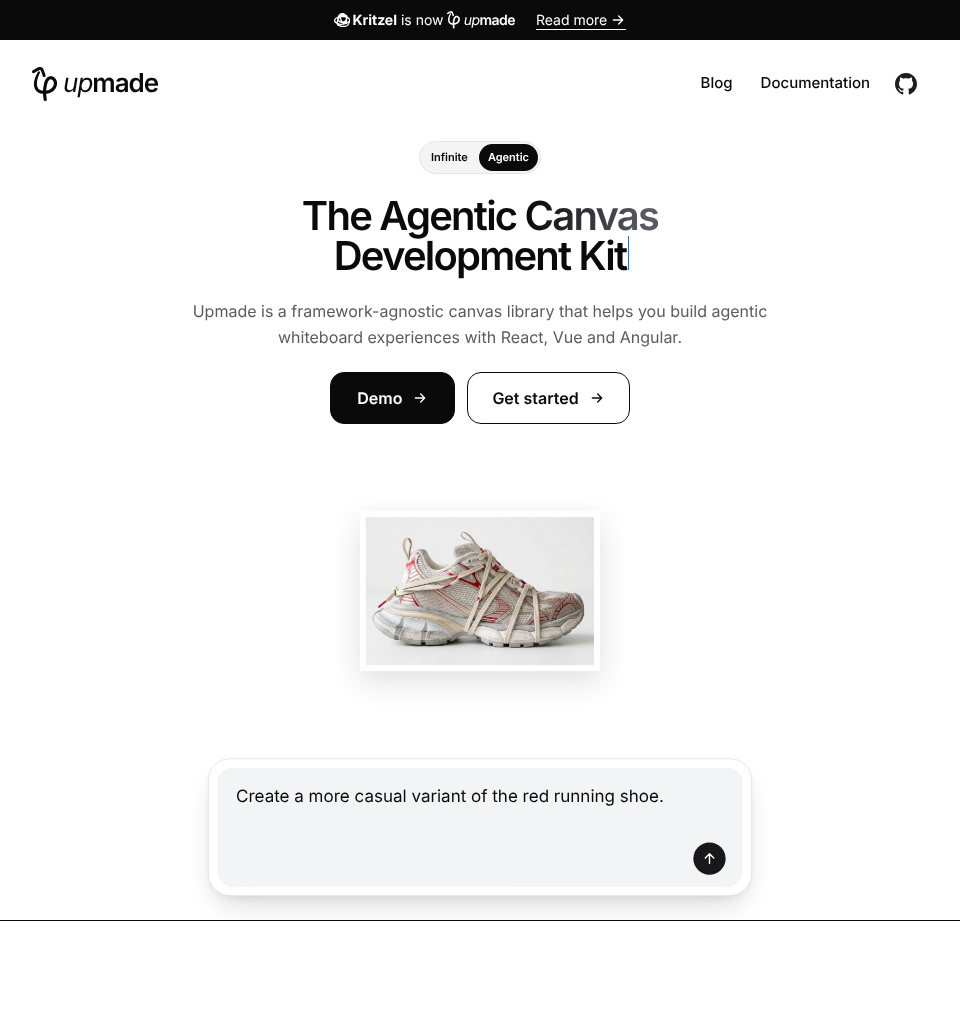 Kritzel is now upmade Read more →
upmade
Blog Documentation
Infinite Agentic
The Agentic Canvas
Development Kit
Upmade is a framework-agnostic canvas library that helps you build agentic
whiteboard experiences with React, Vue and Angular.
Demo → Get started →
Create a more casual variant of the red running shoe.